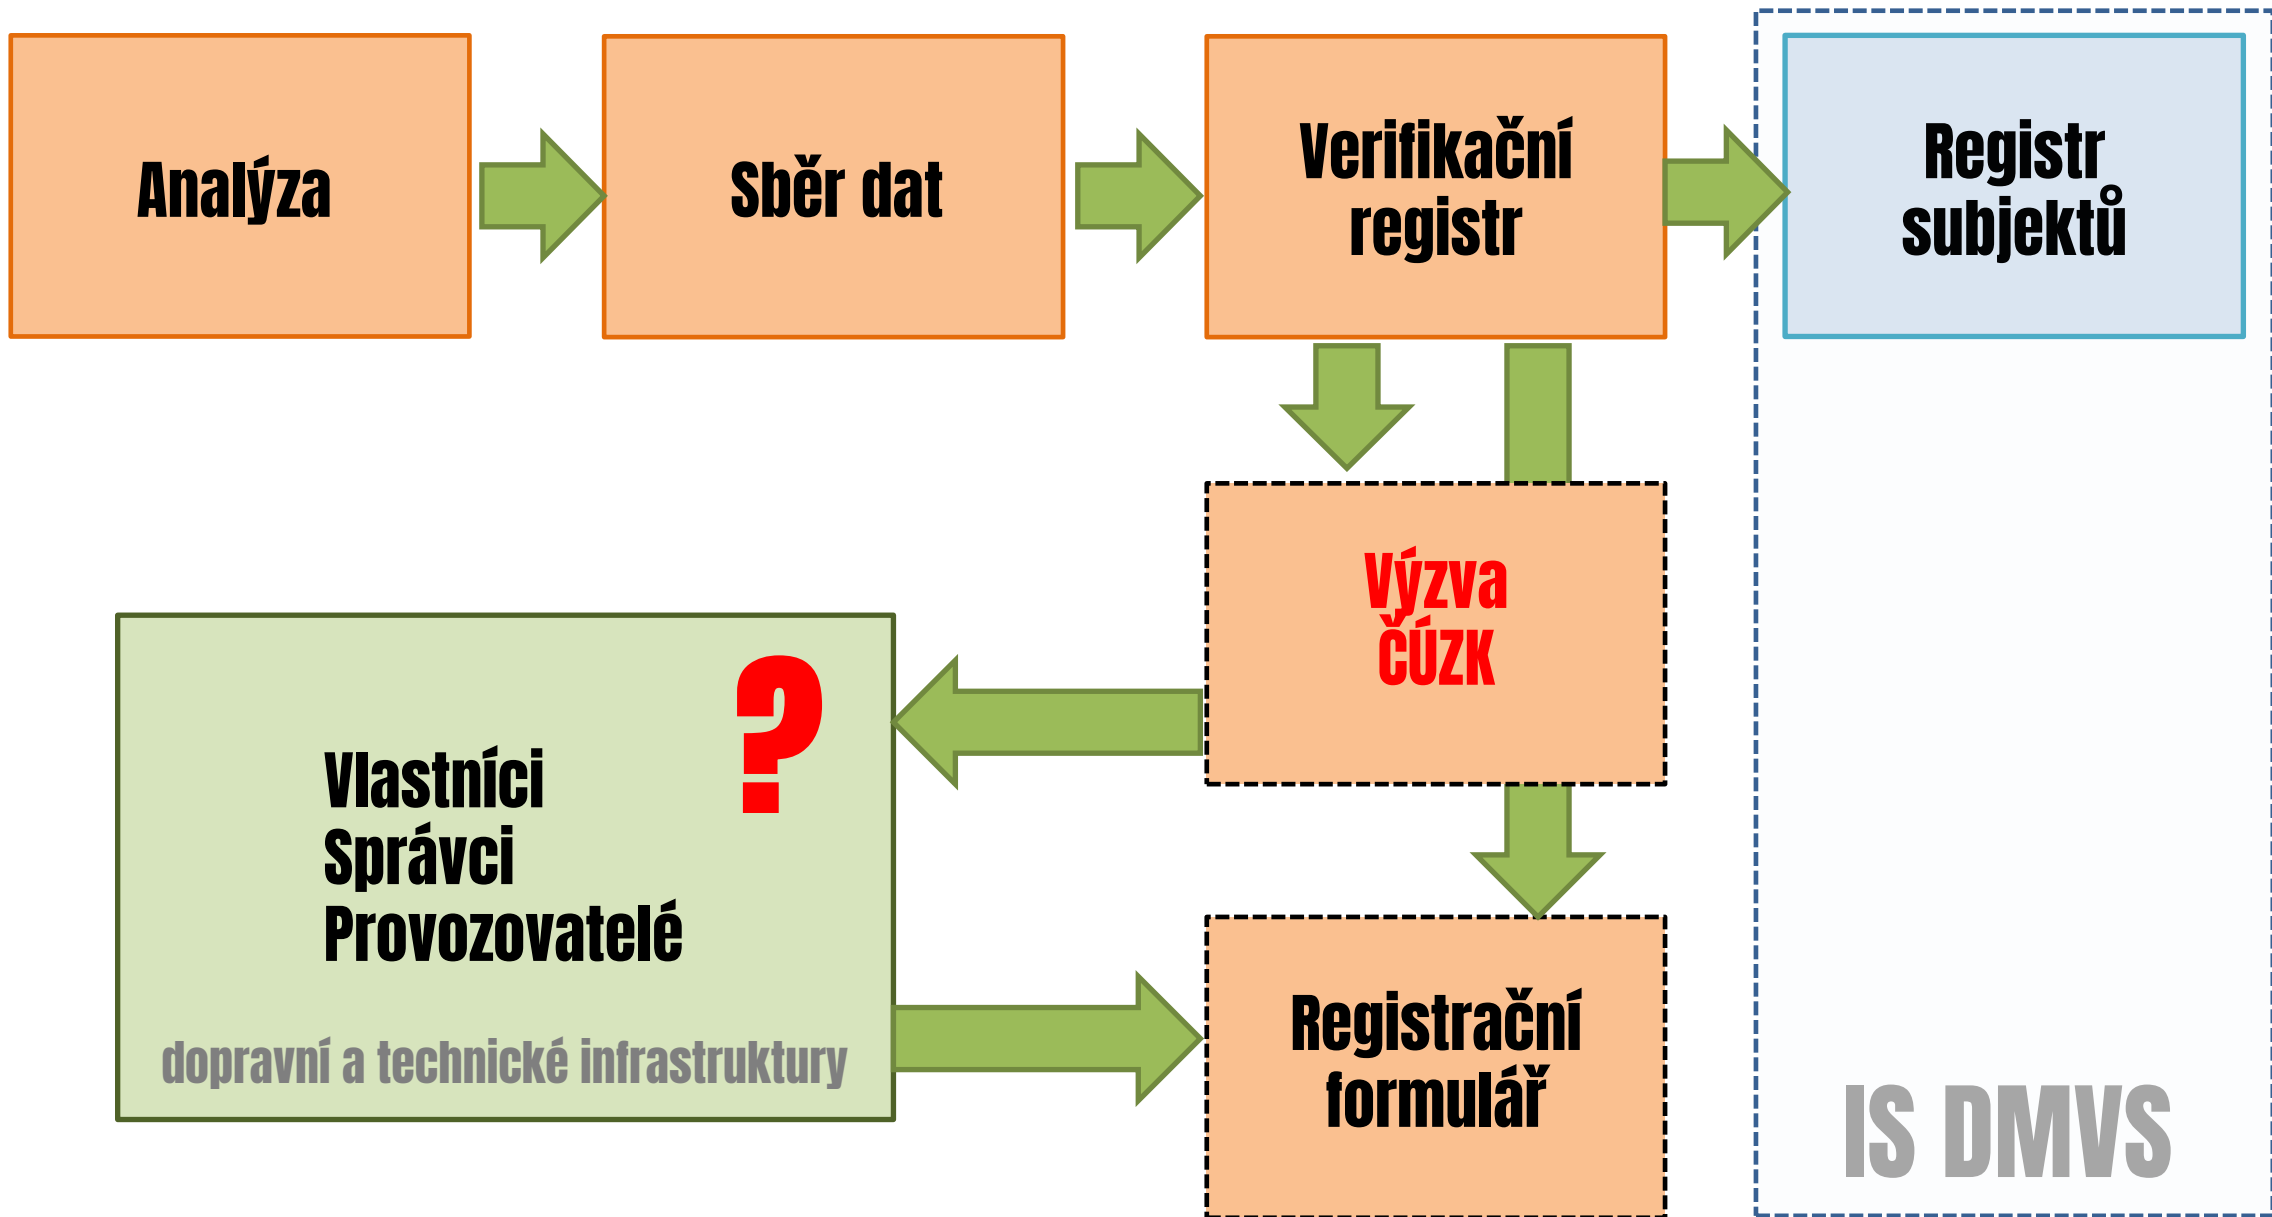 Analýza
Sběr dat
Verifikační
registr
Registr
subjektů
Výzva
ČÚZK
?
Vlastníci
Správci
Provozovatelé
dopravní a technické infrastruktury
Registrační
formulář
IS DMVS